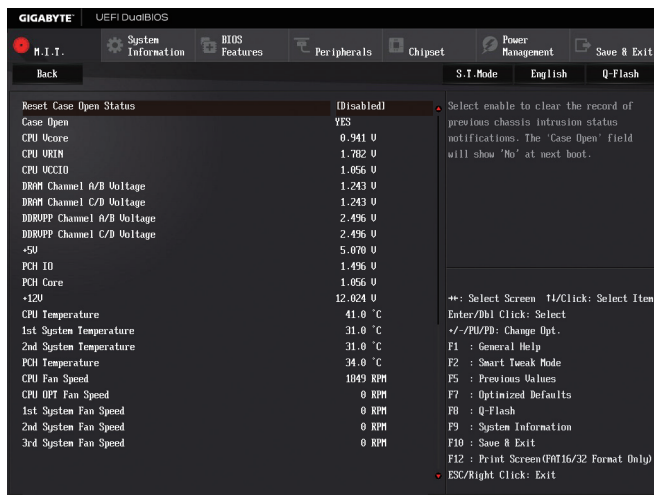 GIGABYTE™ UEFI DualBIOS
M.I.T. System Information BIOS Features Peripherals Chipset Power Management Save & Exit
Back S.T.Mode English Q-Flash
Reset Case Open Status [Disabled]
Case Open YES
CPU Vcore 0.941 V
CPU VRIN 1.782 V
CPU VCCIO 1.056 V
DRAM Channel A/B Voltage 1.243 V
DRAM Channel C/D Voltage 1.243 V
DDRVPP Channel A/B Voltage 2.496 V
DDRVPP Channel C/D Voltage 2.496 V
+5V 5.070 V
PCH IO 1.496 V
PCH Core 1.056 V
+12V 12.024 V
CPU Temperature 41.0 °C
1st System Temperature 31.0 °C
2nd System Temperature 31.0 °C
PCH Temperature 34.0 °C
CPU Fan Speed 1849 RPM
CPU OPT Fan Speed 0 RPM
1st System Fan Speed 0 RPM
2nd System Fan Speed 0 RPM
3rd System Fan Speed 0 RPM
Select enable to clear the record of
previous chassis intrusion status
notifications. The 'Case Open' field
will show 'No' at next boot.
→←: Select Screen ↑↓/Click: Select Item
Enter/Dbl Click: Select
+/-/PU/PD: Change Opt.
F1 : General Help
F2 : Smart Tweak Mode
F5 : Previous Values
F7 : Optimized Defaults
F8 : Q-Flash
F9 : System Information
F10 : Save & Exit
F12 : Print Screen(FAT16/32 Format Only)
ESC/Right Click: Exit